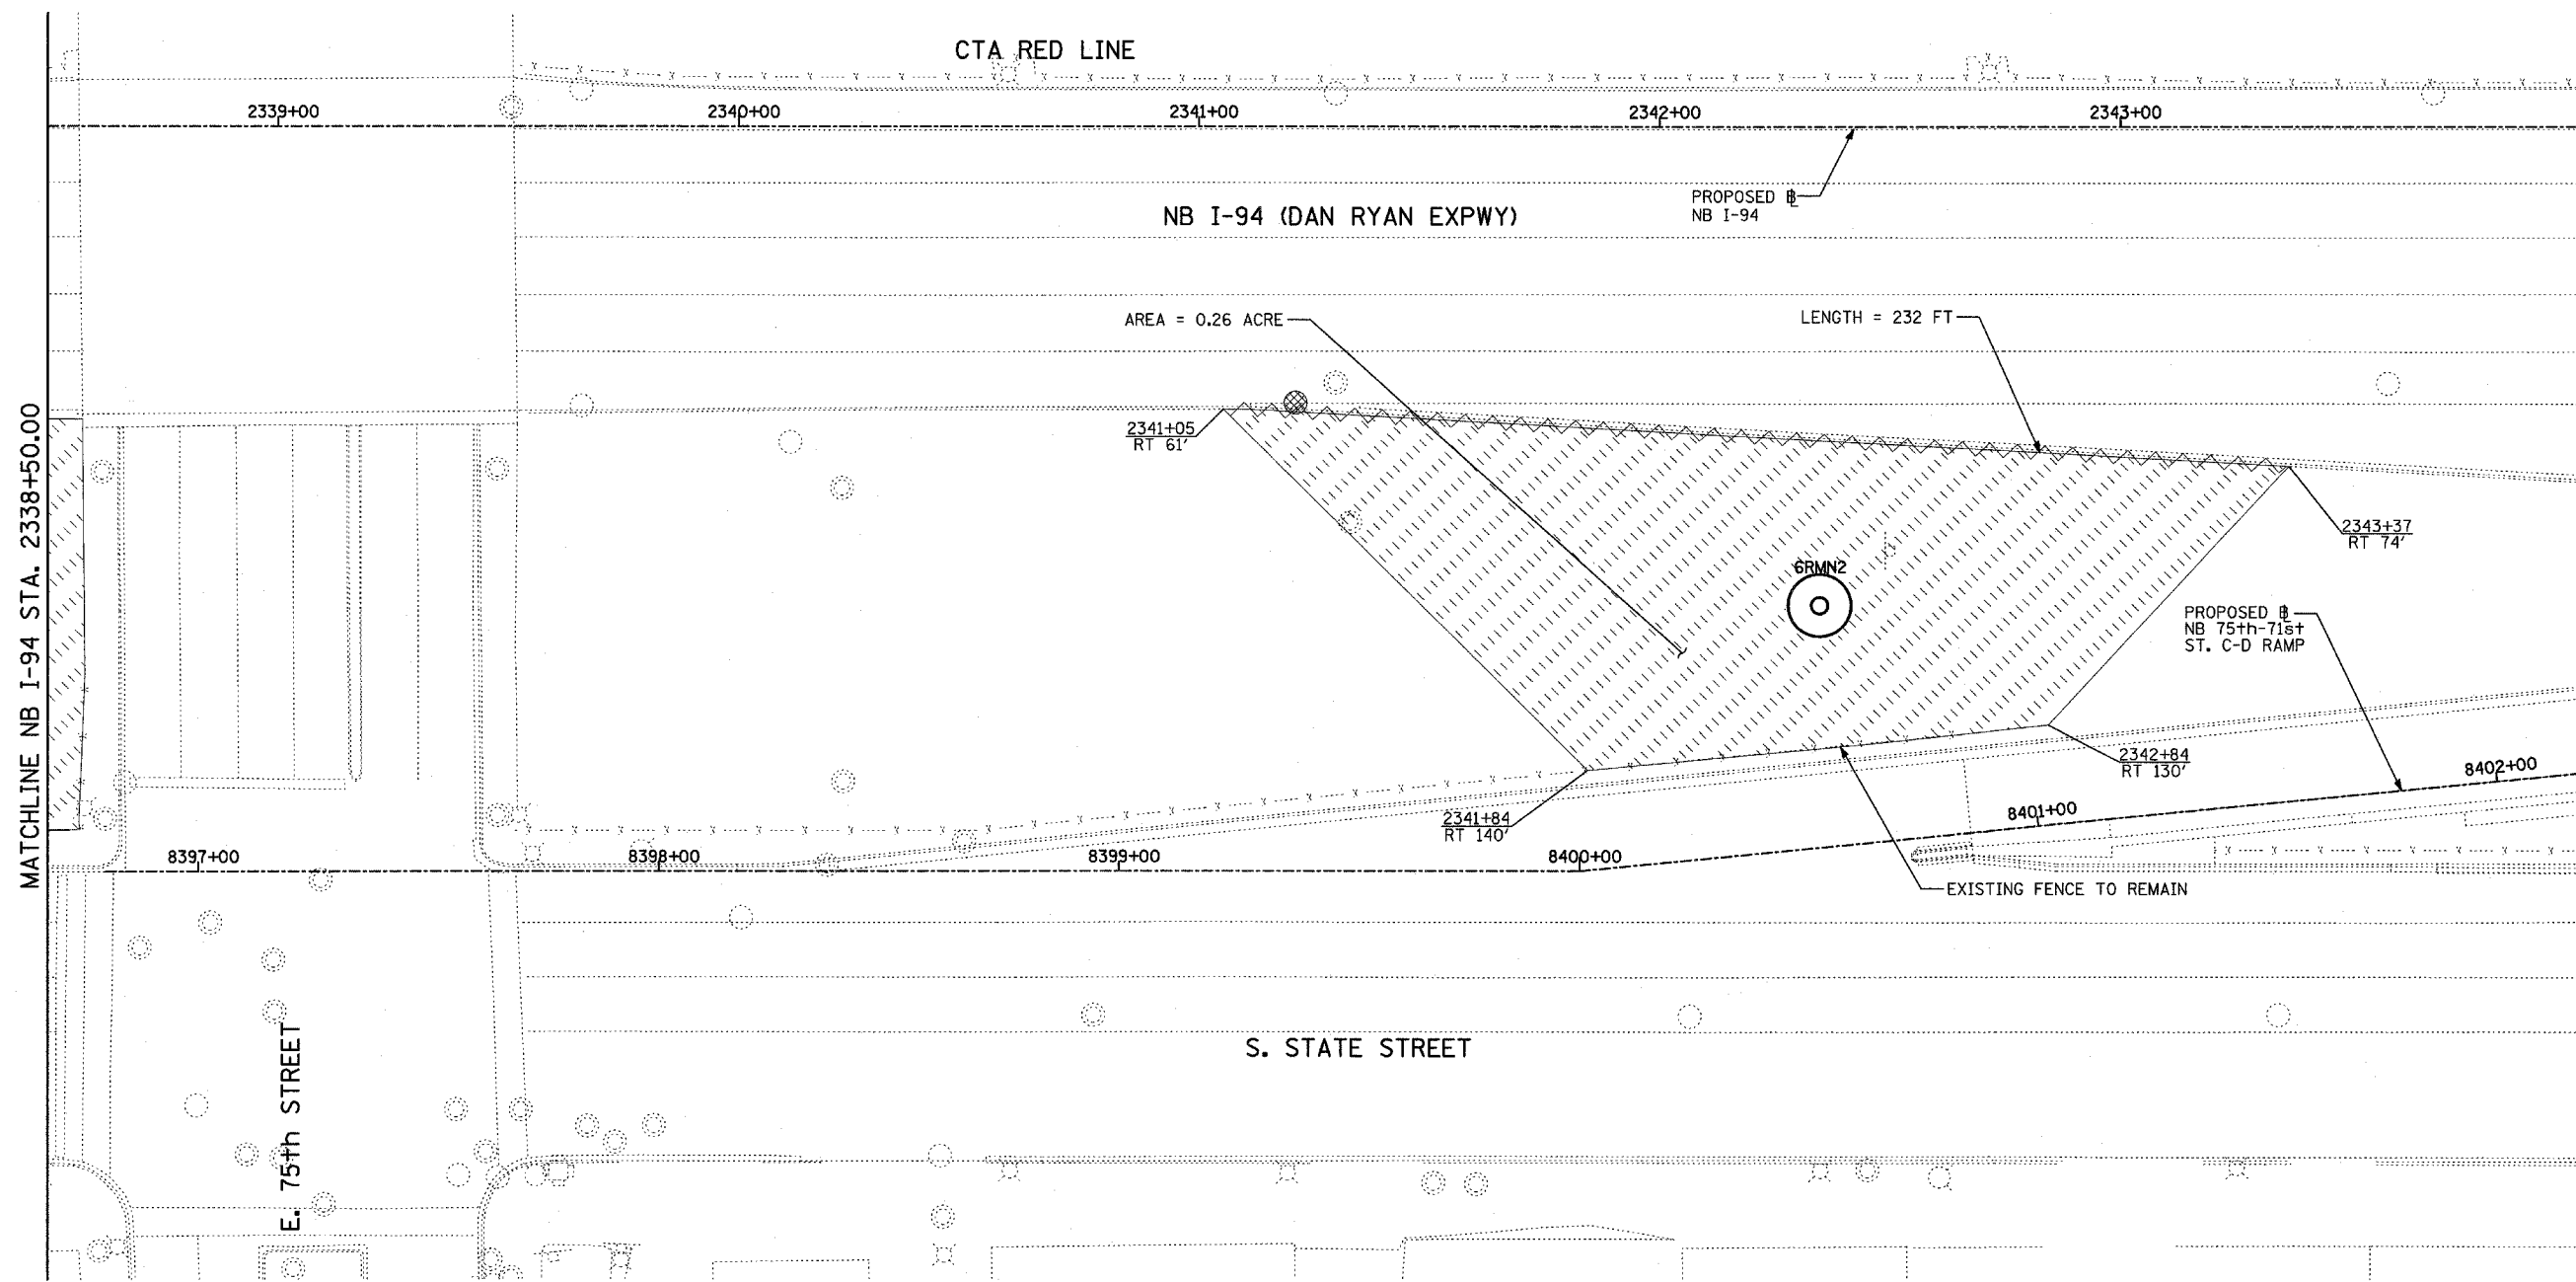 CTA RED LINE
2339+00
2340+00
2341+00
2342+00
2343+00
PROPOSED ℄
NB I-94
NB I-94 (DAN RYAN EXPWY)
AREA = 0.26 ACRE
LENGTH = 232 FT
MATCHLINE NB I-94 STA. 2338+50.00
2341+05
RT 61'
2343+37
RT 74'
6RMN2
PROPOSED ℄
NB 75th-71st
ST. C-D RAMP
2342+84
RT 130'
8402+00
2341+84
RT 140'
8401+00
8397+00
8398+00
8399+00
8400+00
EXISTING FENCE TO REMAIN
S. STATE STREET
E. 75th STREET